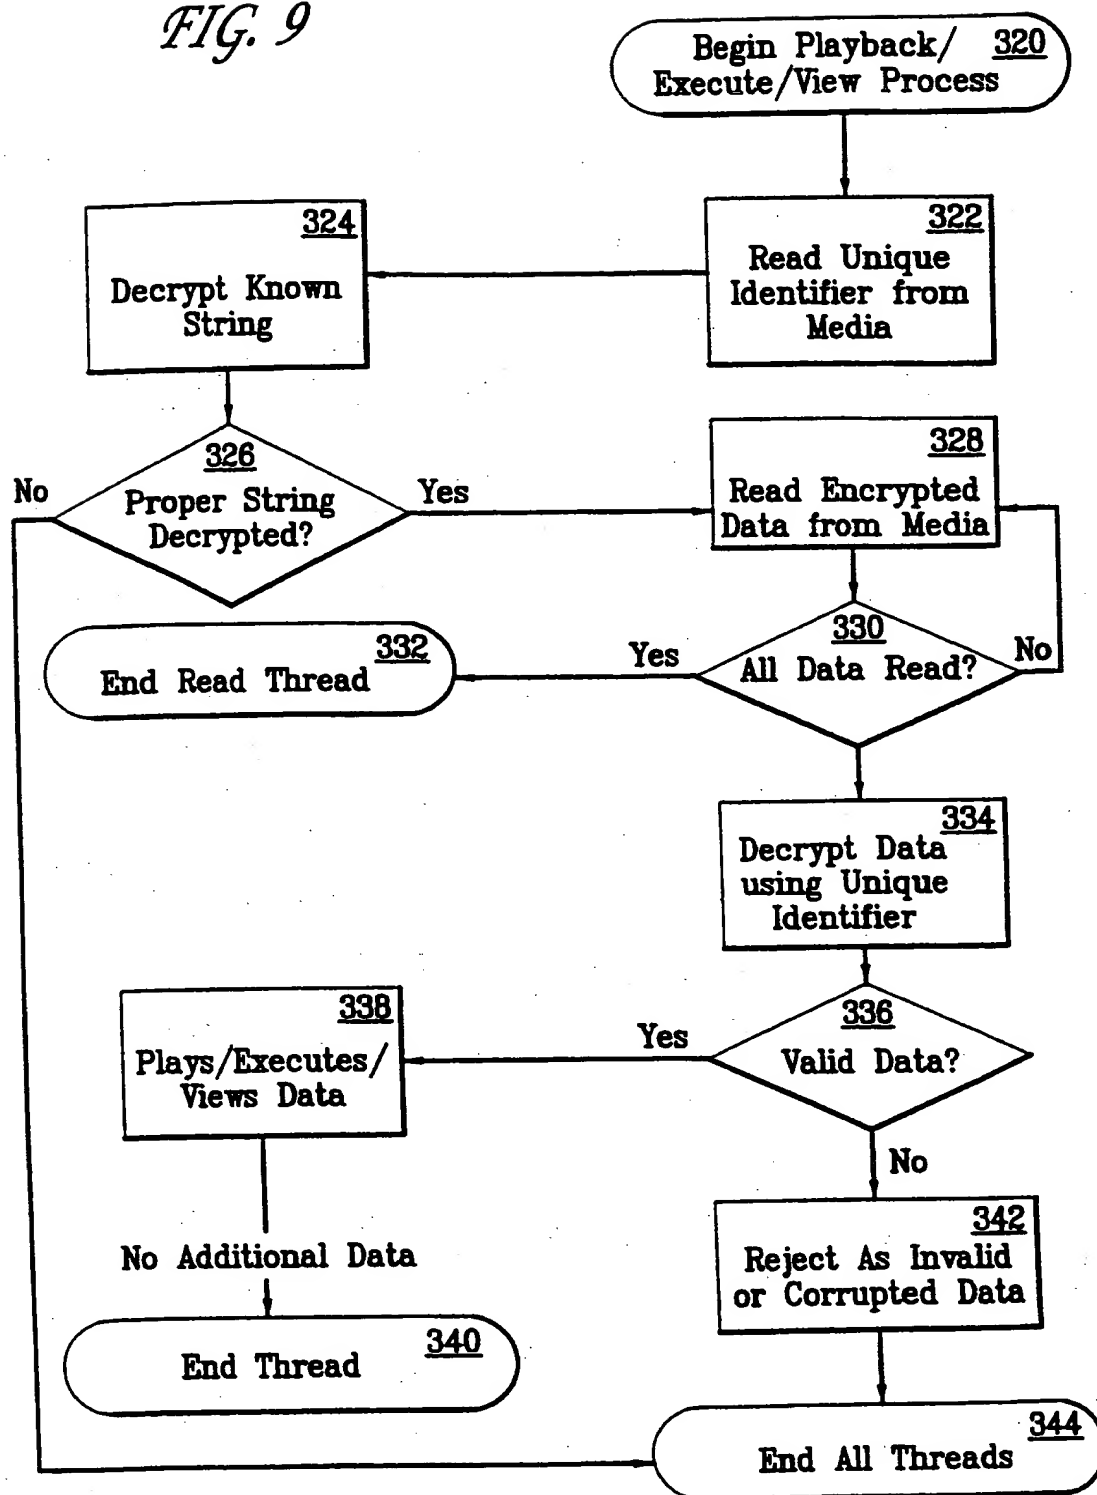 FIG. 9
Begin Playback/ 320
Execute/View Process
322
Read Unique
Identifier from
Media
324
Decrypt Known
String
326
Proper String
Decrypted?
No
Yes
328
Read Encrypted
Data from Media
330
All Data Read?
Yes
No
332
End Read Thread
334
Decrypt Data
using Unique
Identifier
336
Valid Data?
Yes
No
338
Plays/Executes/
Views Data
No Additional Data
340
End Thread
342
Reject As Invalid
or Corrupted Data
344
End All Threads